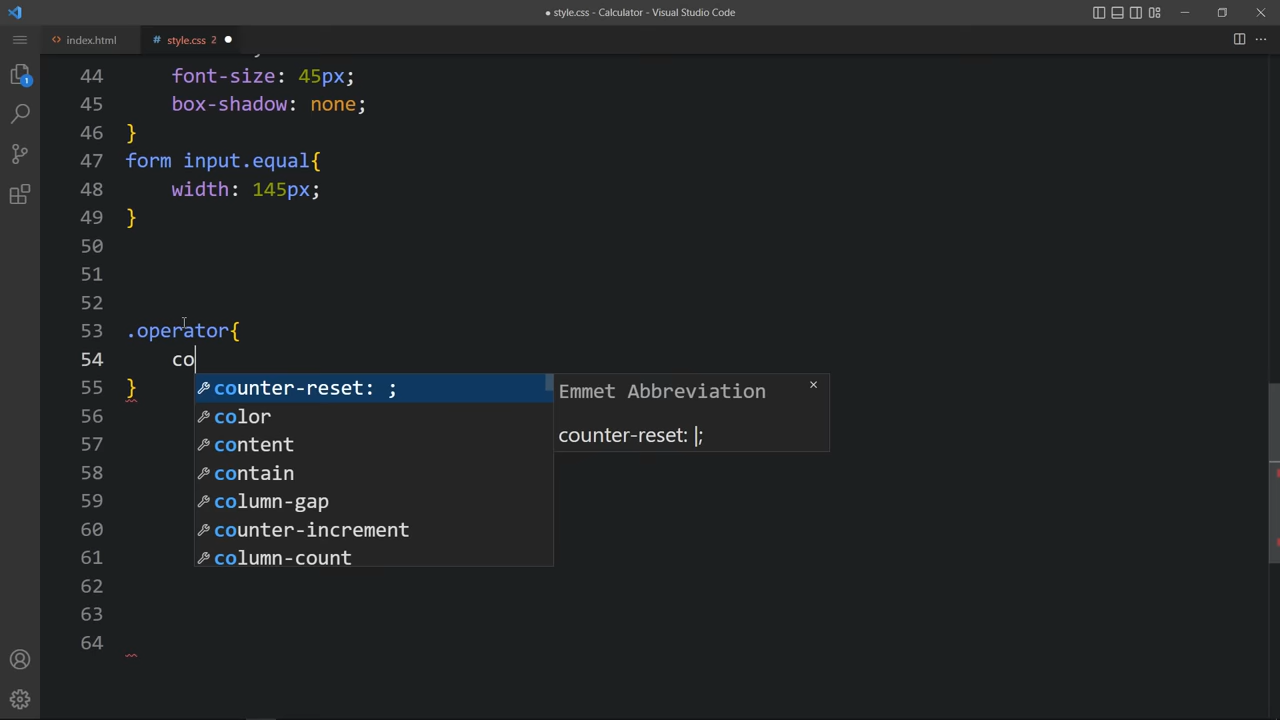 ● style.css - Calculator - Visual Studio Code
index.html
# style.css 2 ●
44 font-size: 45px;
45 box-shadow: none;
46 }
47 form input.equal{
48 width: 145px;
49 }
50
51
52
53 .operator{
54 co
55 }
counter-reset: ;
Emmet Abbreviation
56
color
57
content
counter-reset: |;
58
contain
59
column-gap
60
counter-increment
61
column-count
62
63
64
1